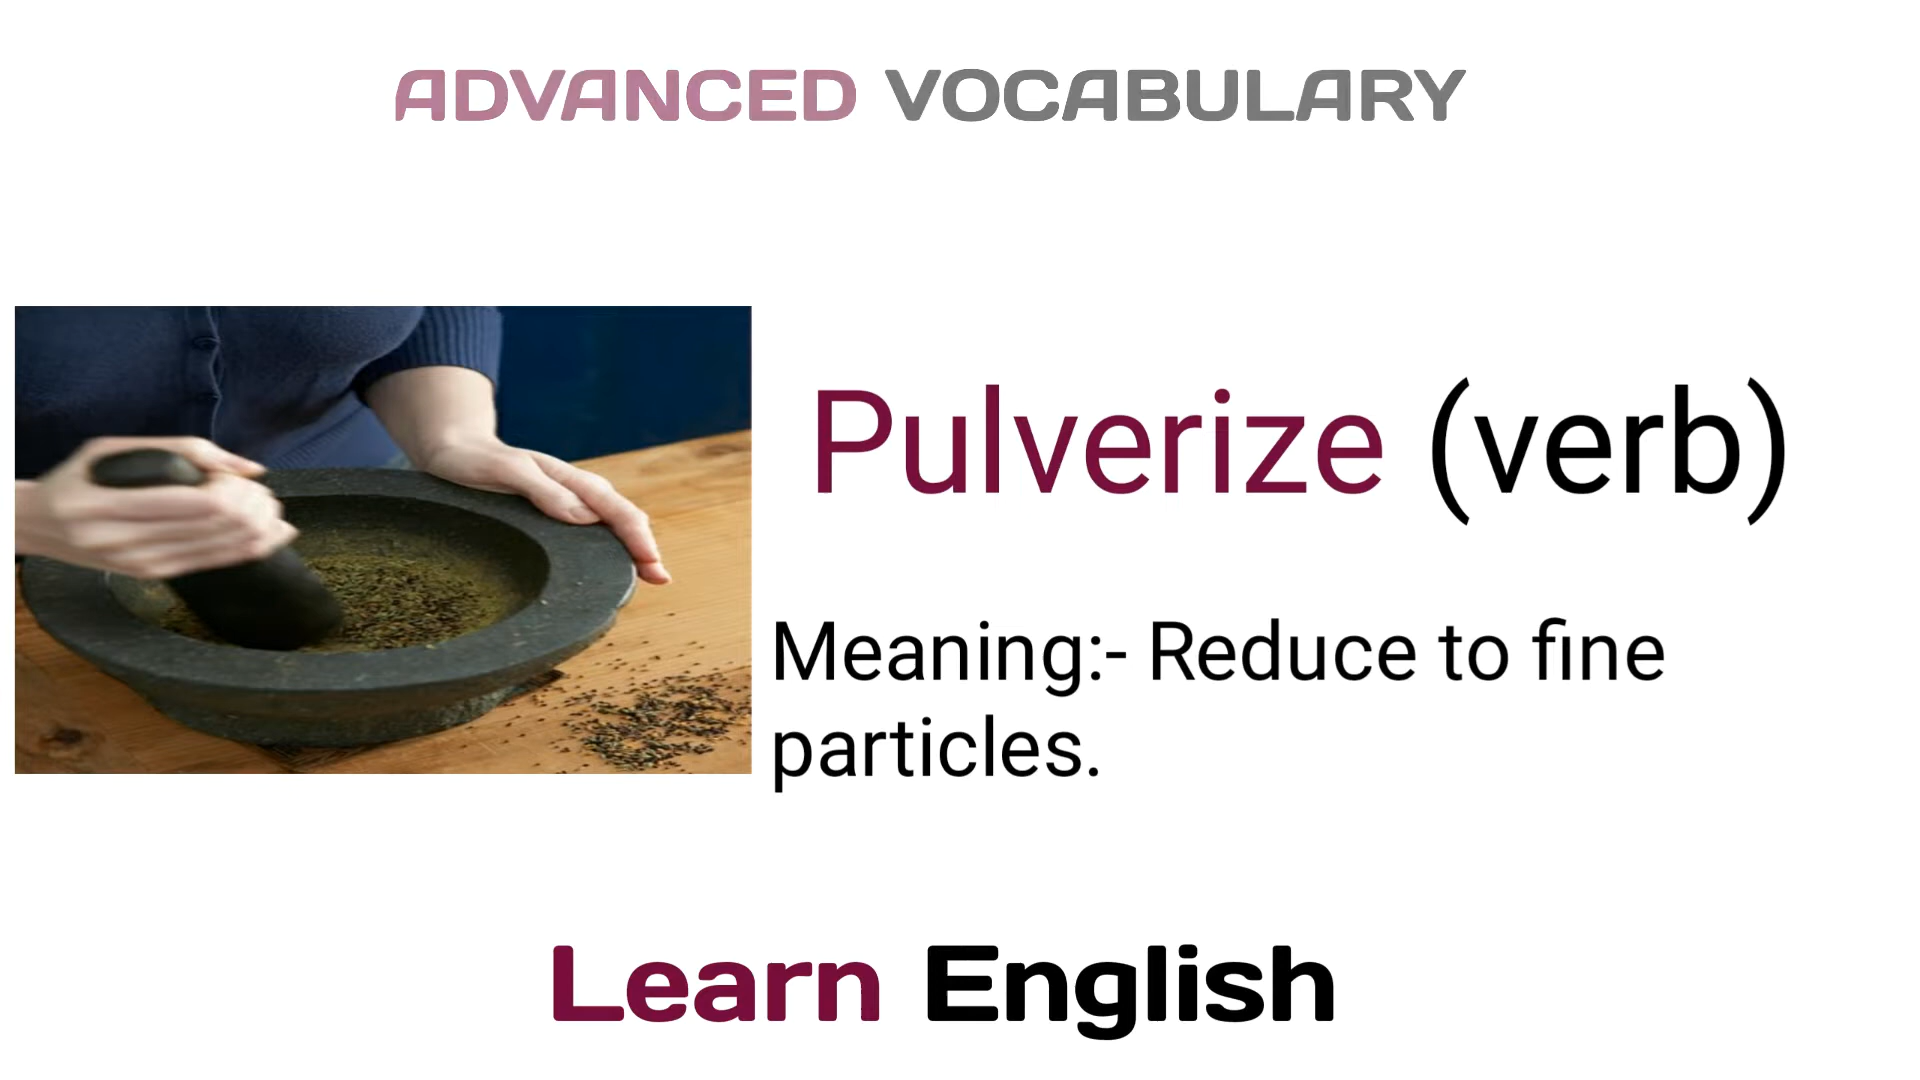 ADVANCED VOCABULARY
Pulverize (verb)
Meaning:- Reduce to fine
particles.
Learn English